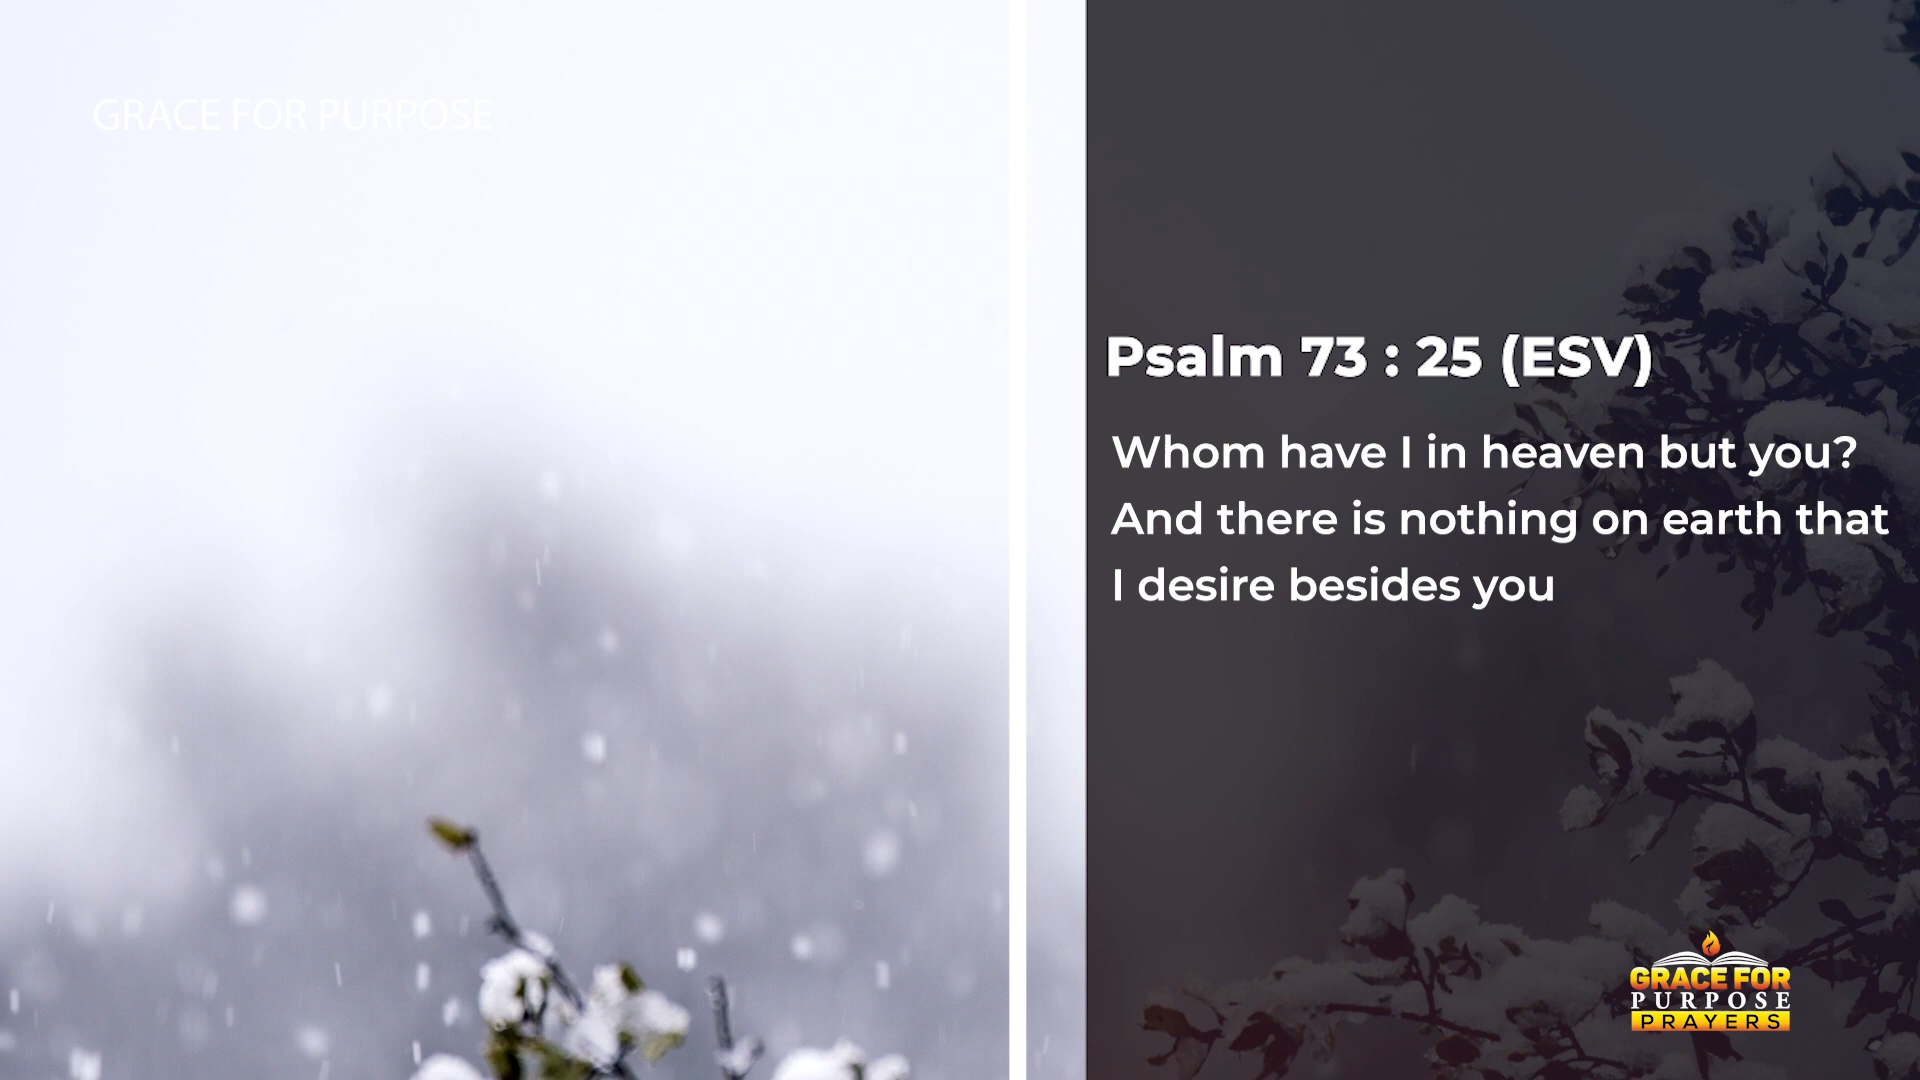 GRACE FOR PURPOSE
Psalm 73 : 25 (ESV)
Whom have I in heaven but you?
And there is nothing on earth that
I desire besides you
GRACE FOR
PURPOSE
PRAYERS